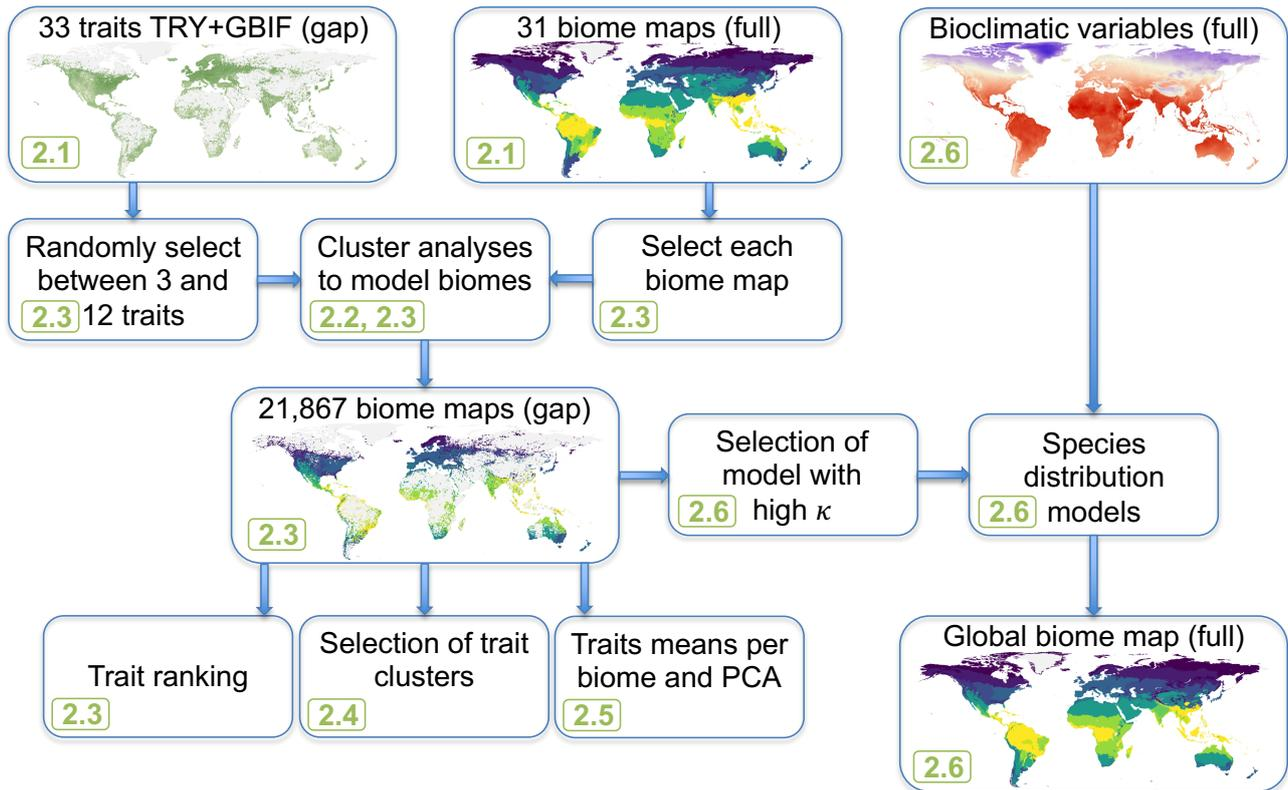 33 traits TRY+GBIF (gap)
2.1
31 biome maps (full)
2.1
Bioclimatic variables (full)
2.6
Randomly select
between 3 and
2.3 12 traits
Cluster analyses
to model biomes
2.2, 2.3
Select each
biome map
2.3
21,867 biome maps (gap)
2.3
Selection of
model with
2.6 high κ
Species
distribution
2.6 models
Trait ranking
2.3
Selection of trait
clusters
2.4
Traits means per
biome and PCA
2.5
Global biome map (full)
2.6